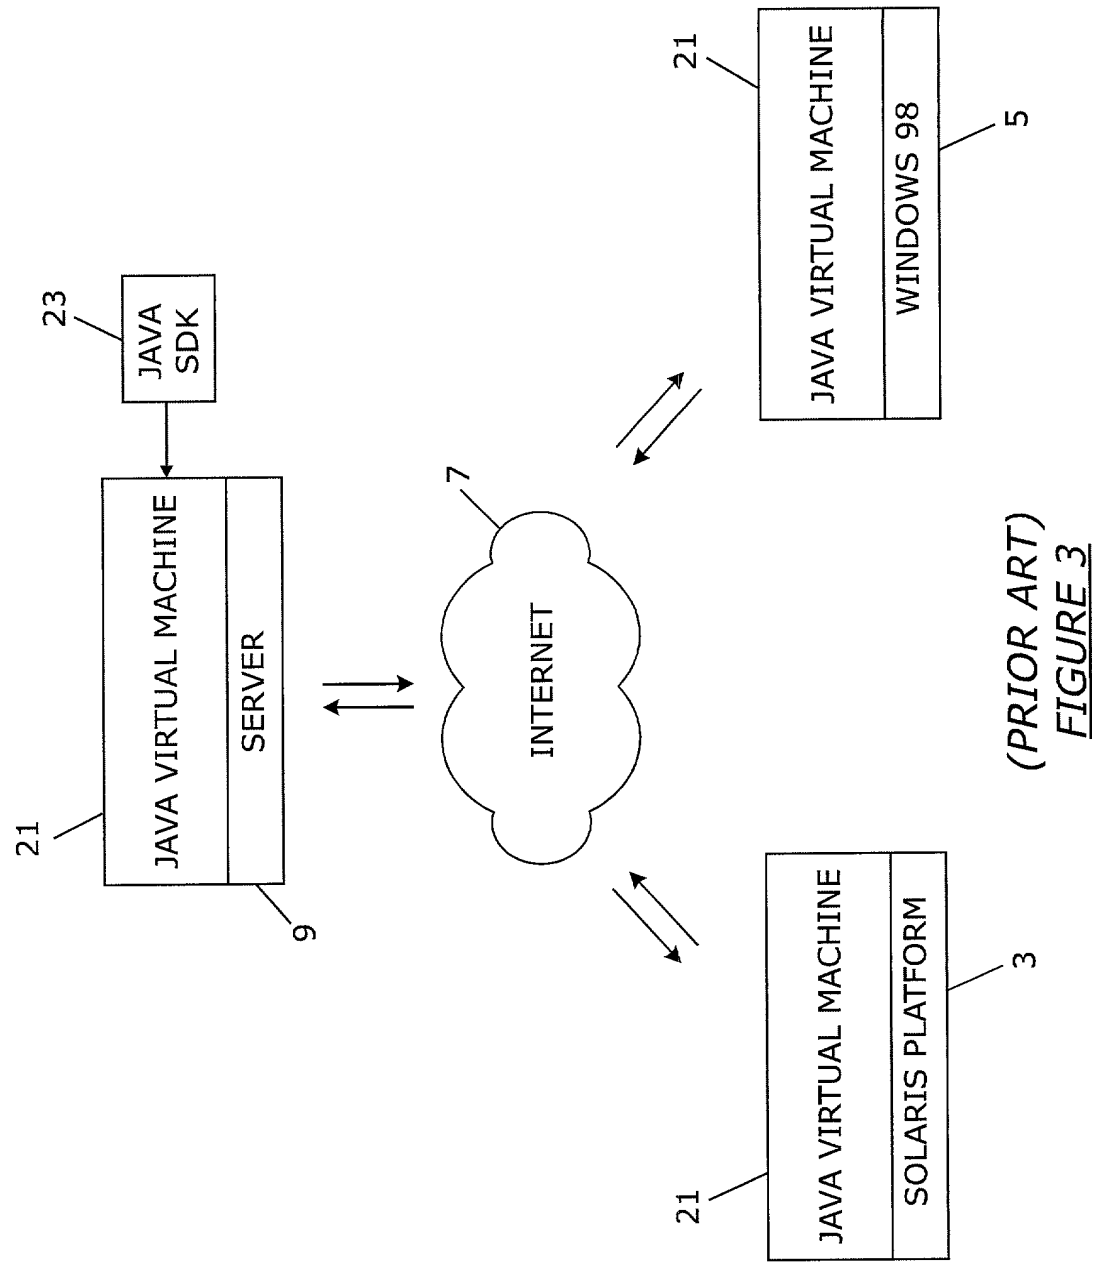 23
JAVA
SDK
21
JAVA VIRTUAL MACHINE
SERVER
9
7
INTERNET
21
JAVA VIRTUAL MACHINE
SOLARIS PLATFORM
3
21
JAVA VIRTUAL MACHINE
WINDOWS 98
5
(PRIOR ART)
FIGURE 3